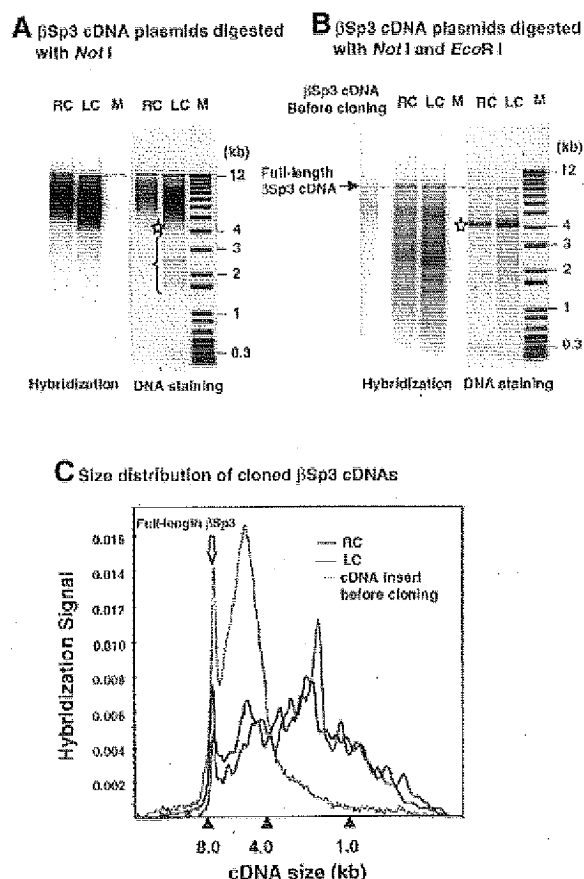 A βSp3 cDNA plasmids digested
with Not I
RC LC M RC LC M
(kb)
12
4
3
2
1
0.3
Hybridization DNA staining
B βSp3 cDNA plasmids digested
with Not I and EcoR I
βSp3 cDNA
Before cloning
RC LC M RC LC M
(kb)
Full-length
βSp3 cDNA
12
4
3
2
1
0.3
Hybridization DNA staining
C Size distribution of cloned βSp3 cDNAs
Full-length βSp3
RC
LC
cDNA insert
before cloning
Hybridization Signal
0.016
0.014
0.012
0.010
0.008
0.006
0.004
0.002
8.0 4.0 1.0
cDNA size (kb)